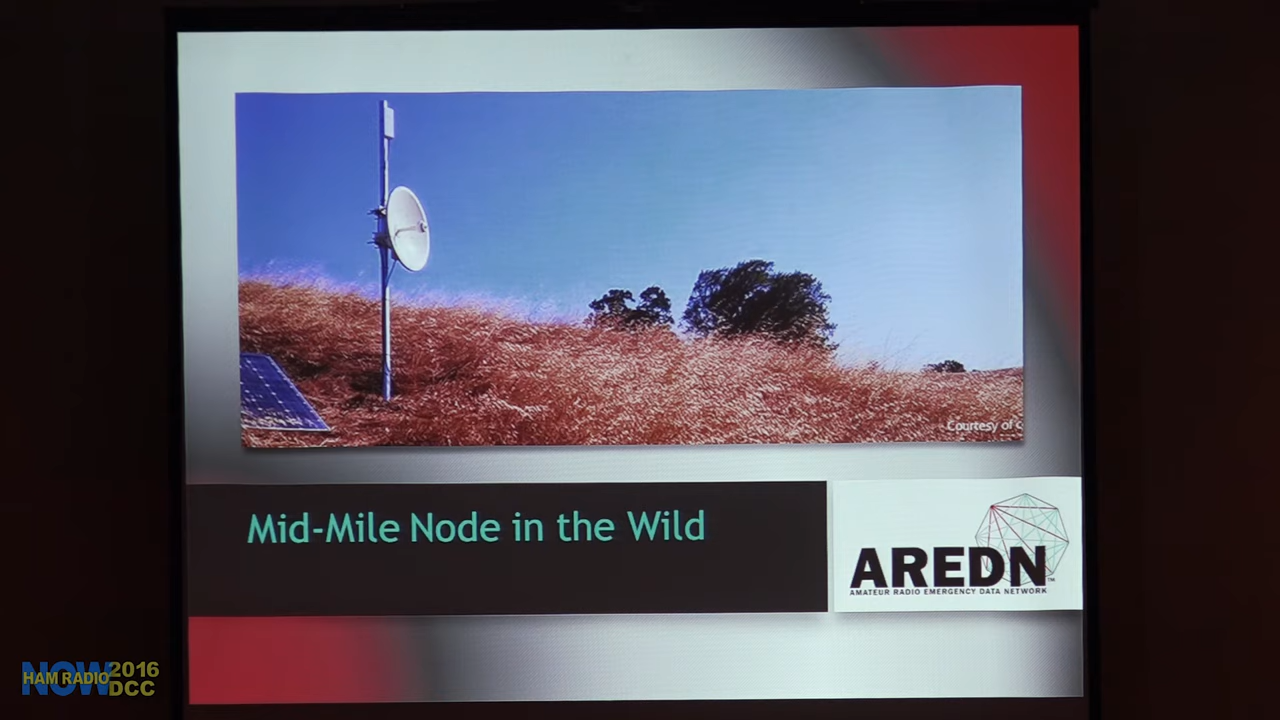 Courtesy of
Mid-Mile Node in the Wild
AREDN
™
AMATEUR RADIO EMERGENCY DATA NETWORK
HAM RADIO
NOW
2016
DCC